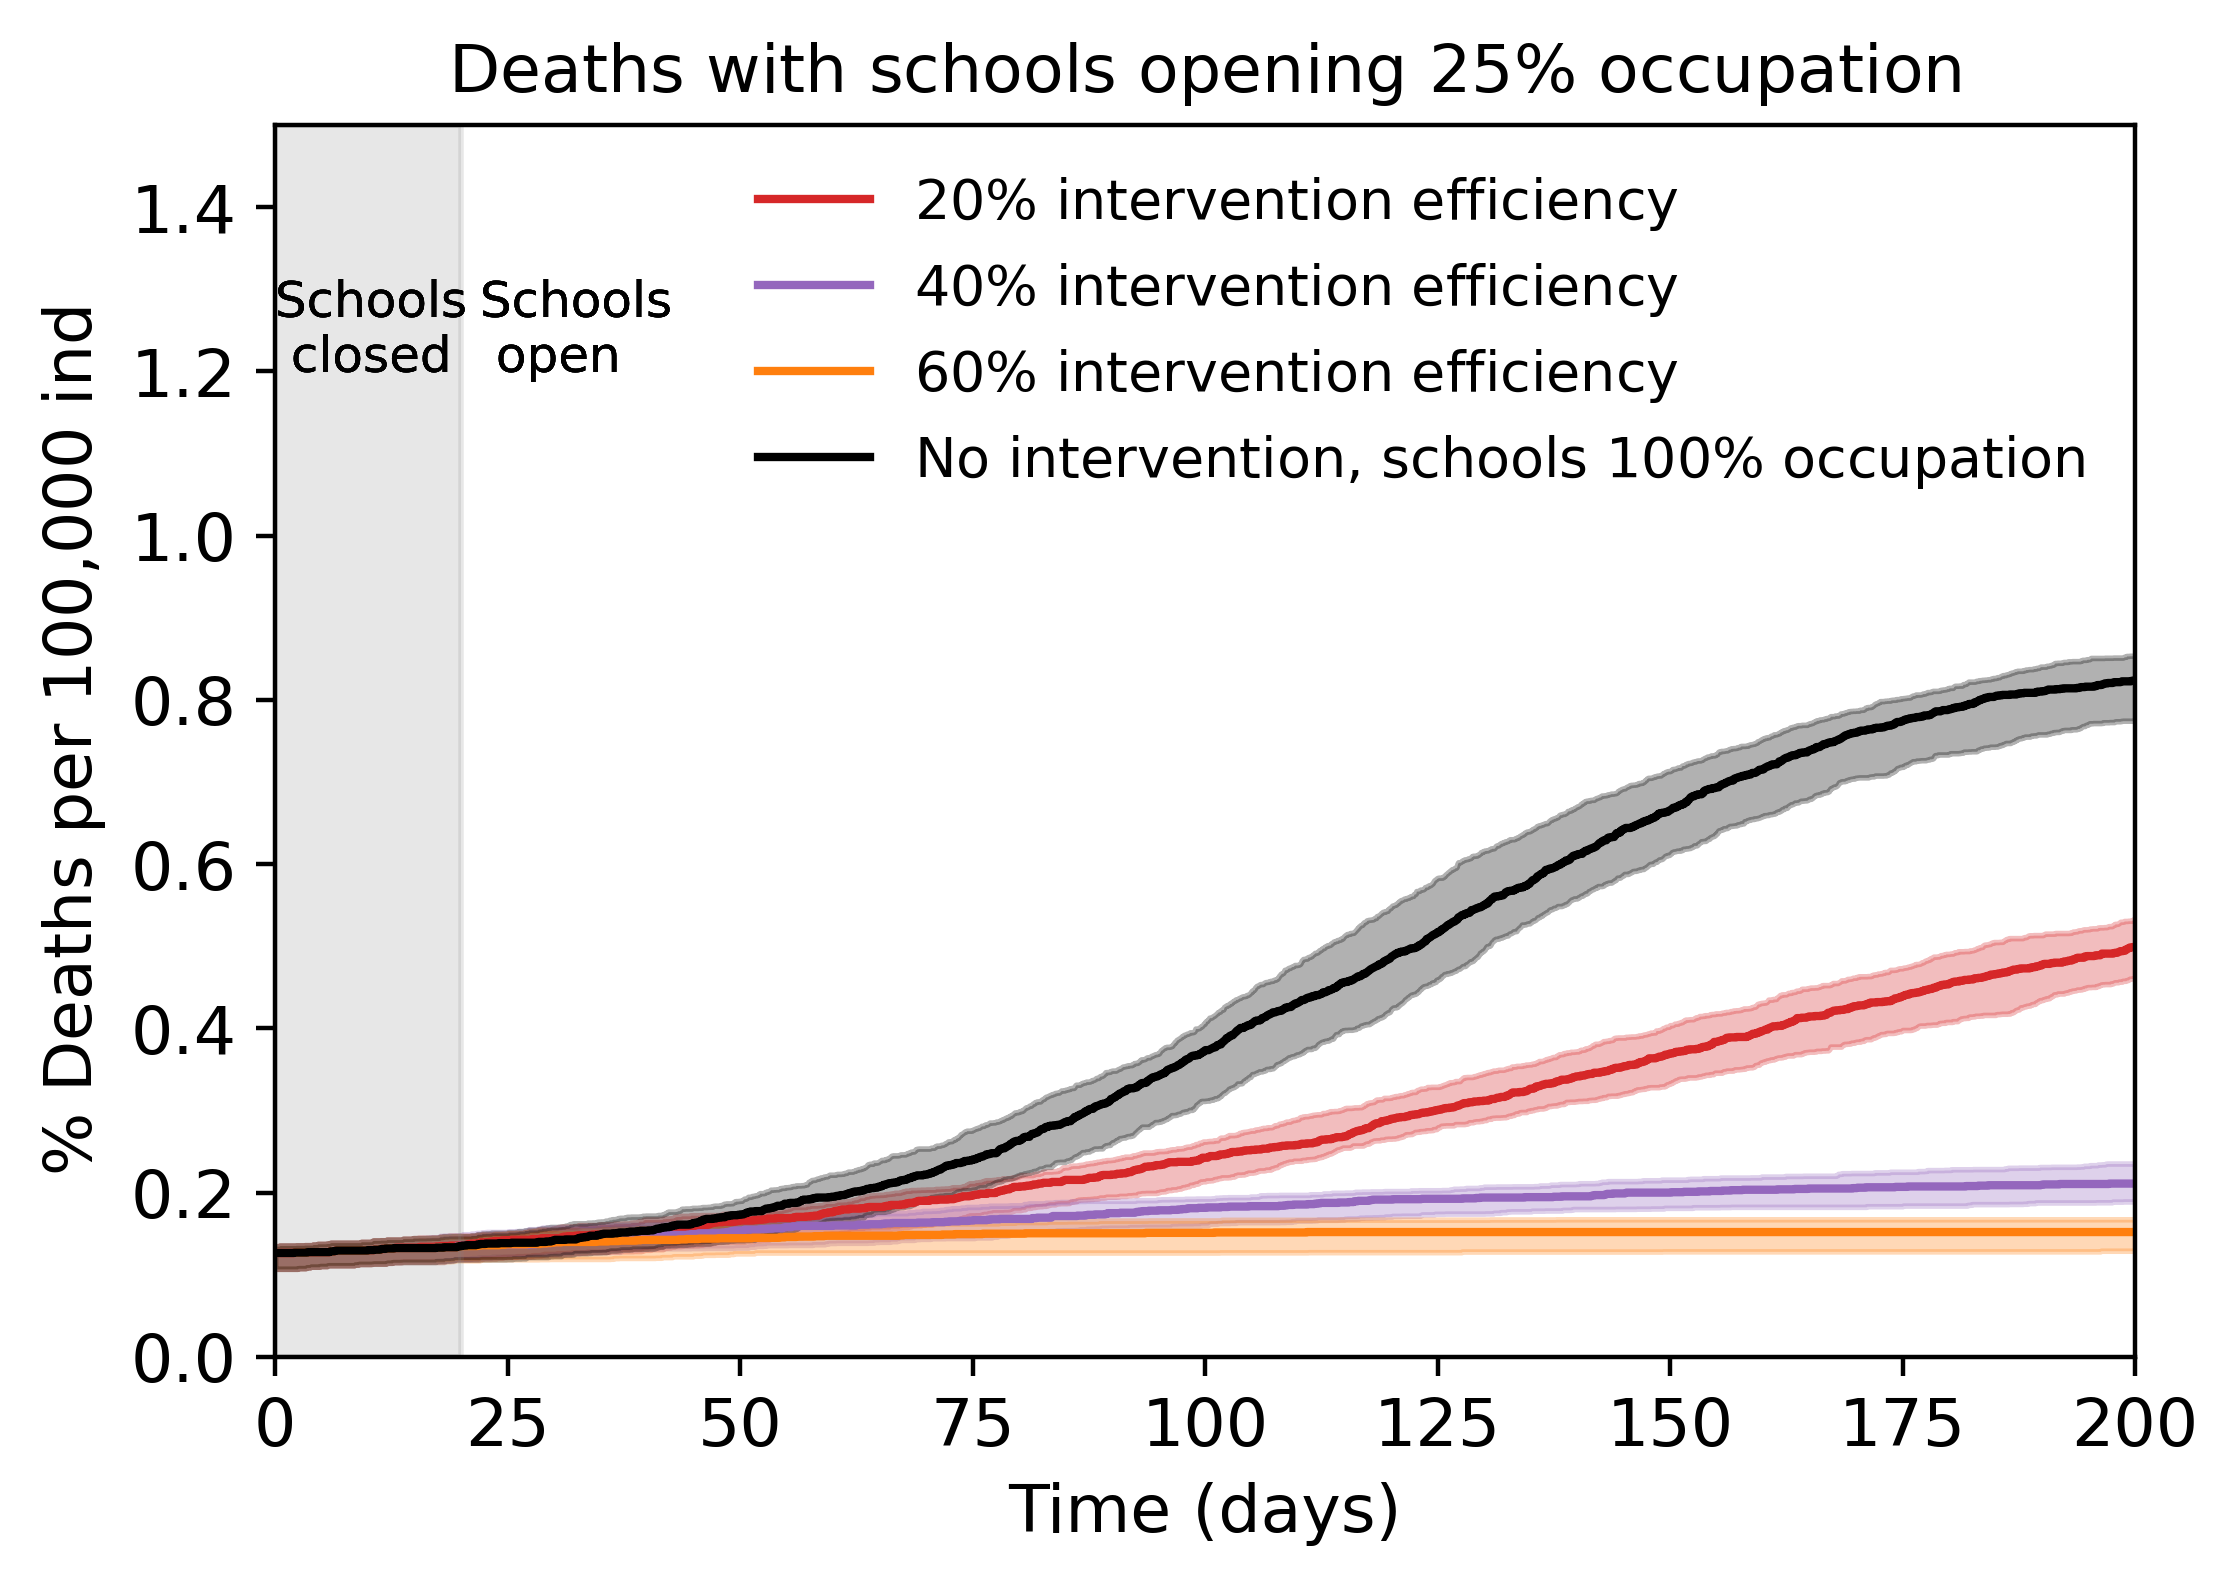 Deaths with schools opening 25% occupation
% Deaths per 100,000 ind
1.4
1.2
1.0
0.8
0.6
0.4
0.2
0.0
Schools
closed
Schools
open
20% intervention efficiency
40% intervention efficiency
60% intervention efficiency
No intervention, schools 100% occupation
0 25 50 75 100 125 150 175 200
Time (days)